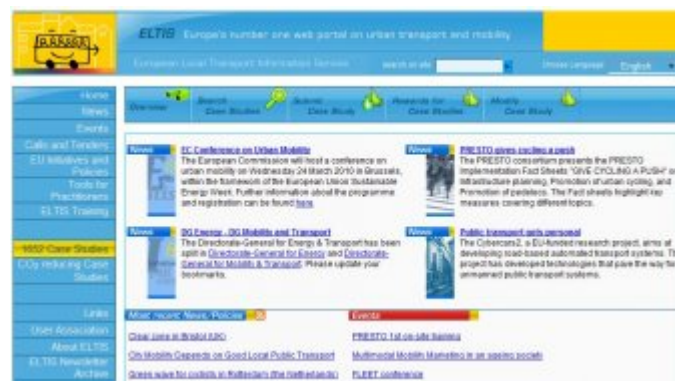 ELTIS Europe's number one web portal on urban transport and mobility
European Local Transport Information Service
Search on site
Choose Language English
Home
News
Events
Calls and Tenders
EU Initiatives and
Policies
Tools for
Practitioners
ELTIS Training
1652 Case Studies
CO2 reducing Case
Studies
Links
User Association
About ELTIS
ELTIS Newsletter
Archive
Overview
Search
Case Studies
Submit
Case Study
Rewards for
Case Studies
Modify
Case Study
News
EC Conference on Urban Mobility
The European Commission will host a conference on
urban mobility on Wednesday 24 March 2010 in Brussels,
within the framework of the European Union Sustainable
Energy Week. Further information about the programme
and registration can be found here.
News
PRESTO gives cycling a push
The PRESTO consortium presents the PRESTO
Implementation Fact Sheets "GIVE CYCLING A PUSH" on
Infrastructure planning, Promotion of urban cycling, and
Promotion of pedelecs. The Fact sheets highlight key
measures covering different topics.
News
DG Energy - DG Mobility and Transport
The Directorate-General for Energy & Transport has been
split in Directorate-General for Energy and Directorate-
General for Mobility & Transport. Please update your
bookmarks.
News
Public transport gets personal
The Cybercars2, a EU-funded research project, aims at
developing road-based automated transport systems.
project has developed technologies that pave the way for
unmanned public transport systems.
Most recent News/Policies
Clear zone in Bristol (UK)
City Mobility Depends on Good Local Public Transport
Green wave for cyclists in Rotterdam (the Netherlands)
Events
PRESTO 1st on-site training
Multimodal Mobility Marketing in an ageing society
FLEET conference